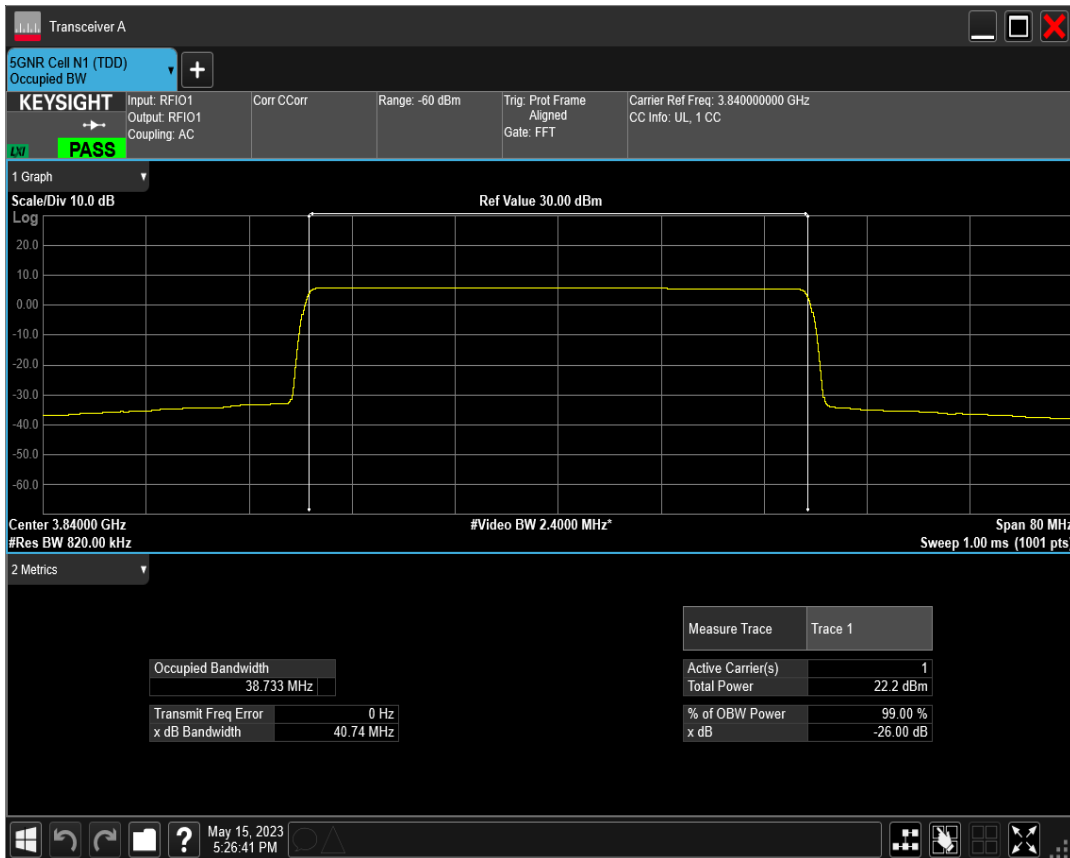 Transceiver A
5GNR Cell N1 (TDD)
Occupied BW
+
KEYSIGHT
LXI
PASS
Input: RFIO1
Output: RFIO1
Coupling: AC
Corr CCorr
Range: -60 dBm
Trig: Prot Frame
Aligned
Gate: FFT
Carrier Ref Freq: 3.840000000 GHz
CC Info: UL, 1 CC
1 Graph
Scale/Div 10.0 dB
Ref Value 30.00 dBm
Log
20.0
10.0
0.00
-10.0
-20.0
-30.0
-40.0
-50.0
-60.0
Center 3.84000 GHz
#Video BW 2.4000 MHz*
Span 80 MHz
#Res BW 820.00 kHz
Sweep 1.00 ms (1001 pts)
2 Metrics
Measure Trace Trace 1
Occupied Bandwidth
38.733 MHz
Active Carrier(s) 1
Total Power 22.2 dBm
Transmit Freq Error 0 Hz
x dB Bandwidth 40.74 MHz
% of OBW Power 99.00 %
x dB -26.00 dB
?
May 15, 2023
5:26:41 PM